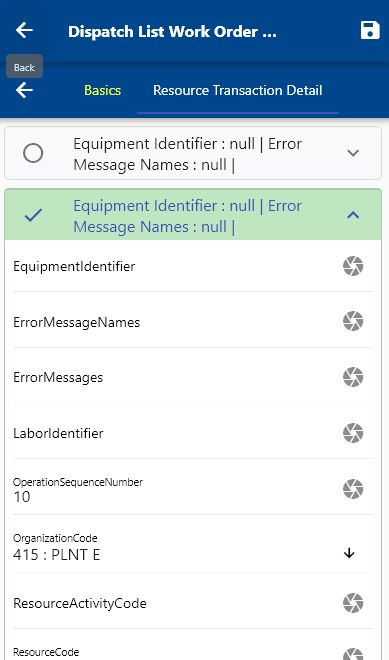 Dispatch List Work Order ...
Back
Basics
Resource Transaction Detail
Equipment Identifier : null | Error
Message Names : null |
Equipment Identifier : null | Error
Message Names : null |
EquipmentIdentifier
ErrorMessageNames
ErrorMessages
LaborIdentifier
OperationSequenceNumber
10
OrganizationCode
415 : PLNT E
ResourceActivityCode
ResourceCode